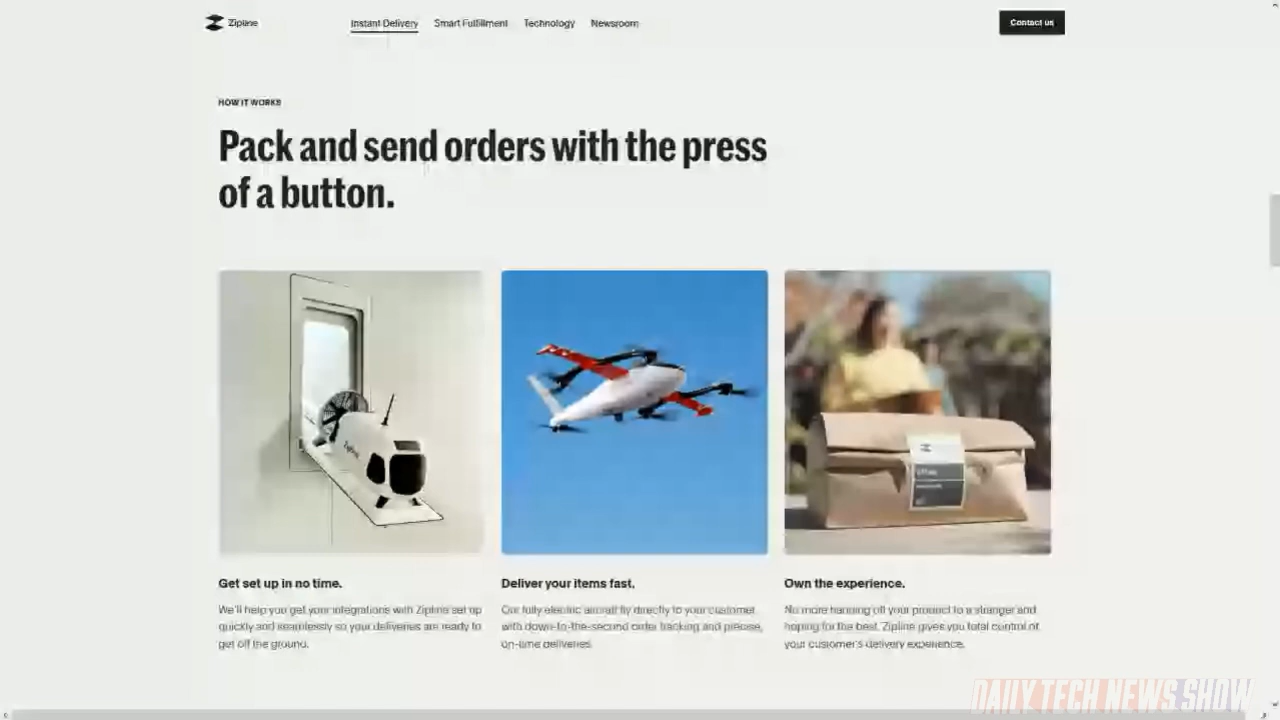 Zipline
Instant Delivery
Smart Fulfillment
Technology
Newsroom
Contact us
HOW IT WORKS
Pack and send orders with the press
of a button.
Zipline
Get set up in no time.
We'll help you get your integrations with Zipline set up
quickly and seamlessly so your deliveries are ready to
get off the ground.
Deliver your items fast.
Our fully electric aircraft fly directly to your customer
with down-to-the-second order tracking and precise,
on-time deliveries.
Own the experience.
No more handing off your product to a stranger and
hoping for the best. Zipline gives you total control of
your customer's delivery experience.
DAILY TECH NEWS SHOW